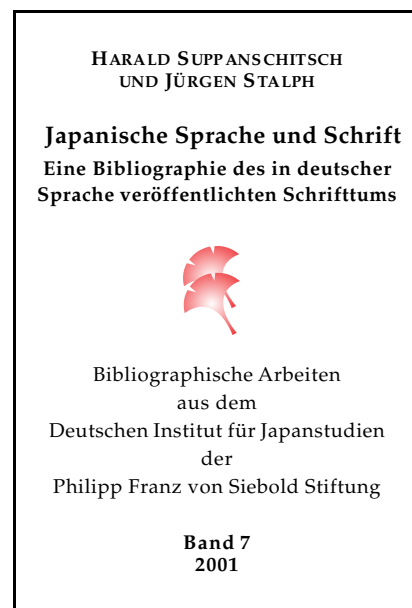 HARALD SUPPANSCHITSCH
UND JÜRGEN STALPH
Japanische Sprache und Schrift
Eine Bibliographie des in deutscher
Sprache veröffentlichten Schrifttums
Bibliographische Arbeiten
aus dem
Deutschen Institut für Japanstudien
der
Philipp Franz von Siebold Stiftung
Band 7
2001